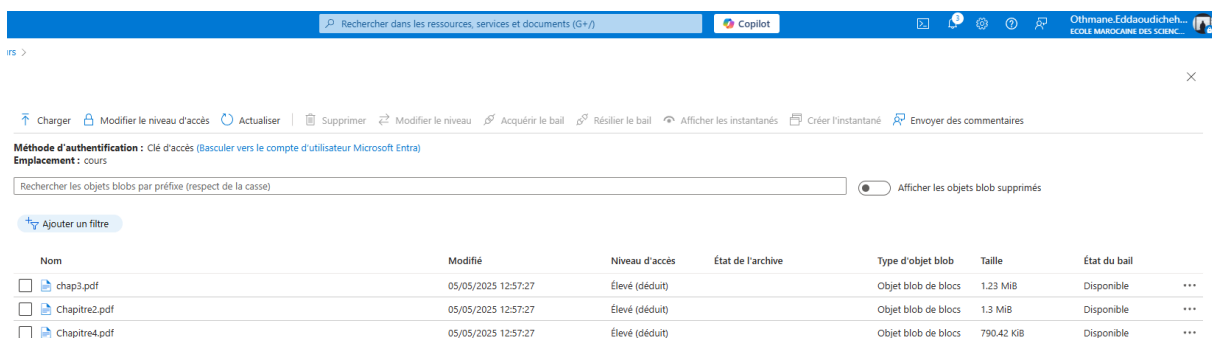 Rechercher dans les ressources, services et documents (G+/)
Copilot
3
Othmane.Eddaoudicheh...
ECOLE MAROCAINE DES SCIENC...
rs >
Charger Modifier le niveau d'accès Actualiser Supprimer Modifier le niveau Acquérir le bail Résilier le bail Afficher les instantanés Créer l'instantané Envoyer des commentaires
Méthode d'authentification : Clé d'accès (Basculer vers le compte d'utilisateur Microsoft Entra)
Emplacement : cours
Rechercher les objets blobs par préfixe (respect de la casse)
Afficher les objets blob supprimés
Ajouter un filtre
Nom Modifié Niveau d'accès État de l'archive Type d'objet blob Taille État du bail
chap3.pdf 05/05/2025 12:57:27 Élevé (déduit) Objet blob de blocs 1.23 MiB Disponible ...
Chapitre2.pdf 05/05/2025 12:57:27 Élevé (déduit) Objet blob de blocs 1.3 MiB Disponible ...
Chapitre4.pdf 05/05/2025 12:57:27 Élevé (déduit) Objet blob de blocs 790.42 KiB Disponible ...